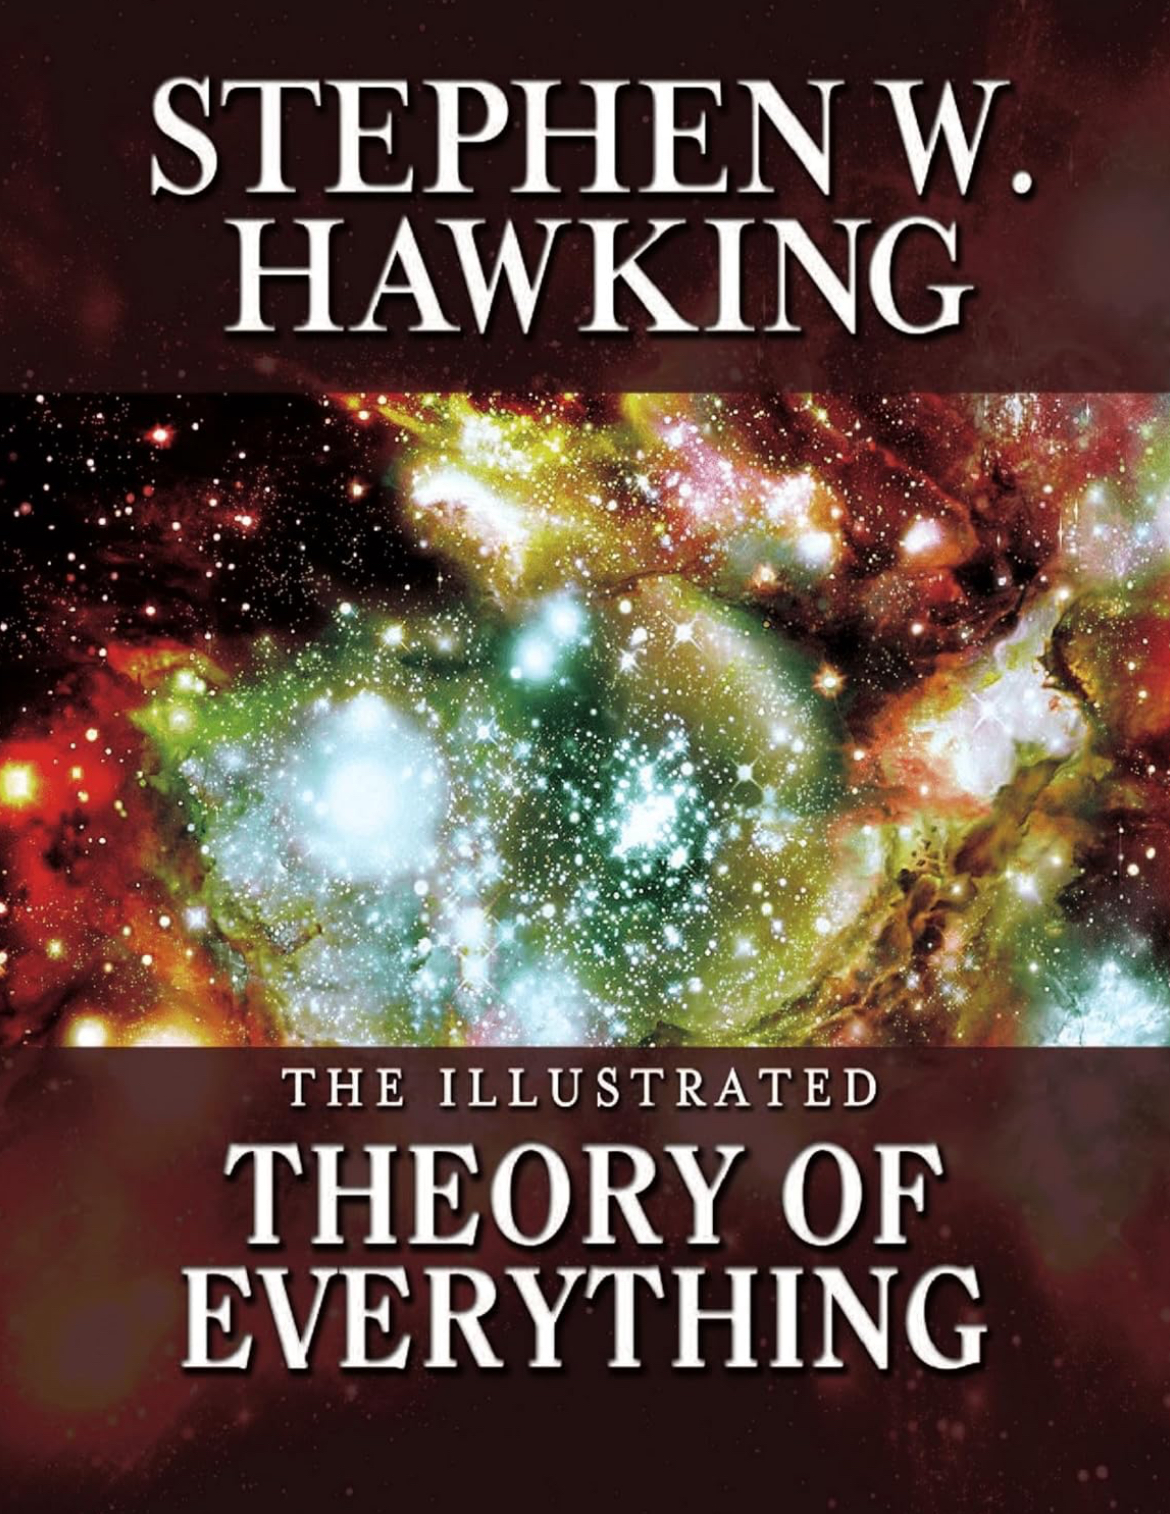 STEPHEN W.
HAWKING
THE ILLUSTRATED
THEORY OF
EVERYTHING